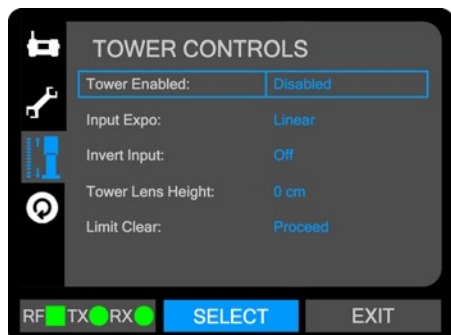 TOWER CONTROLS
Tower Enabled: Disabled
Input Expo: Linear
Invert Input: Off
Tower Lens Height: 0 cm
Limit Clear: Proceed
RF TX RX SELECT EXIT